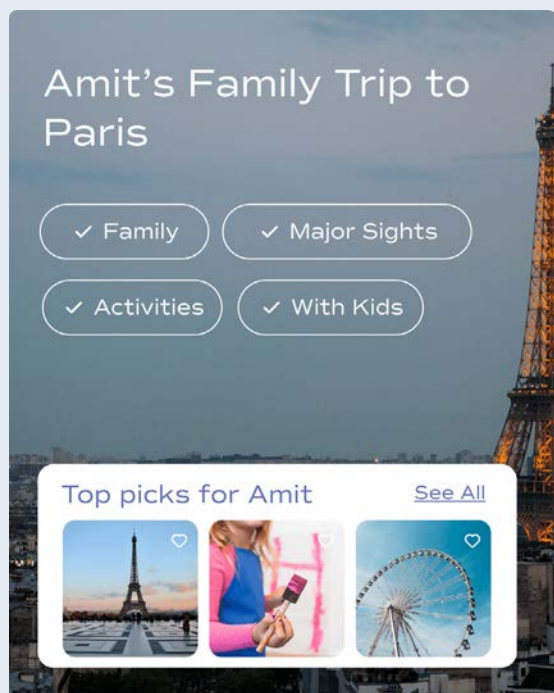 Amit’s Family Trip to
Paris
Family
Major Sights
Activities
With Kids
Top picks for Amit
See All